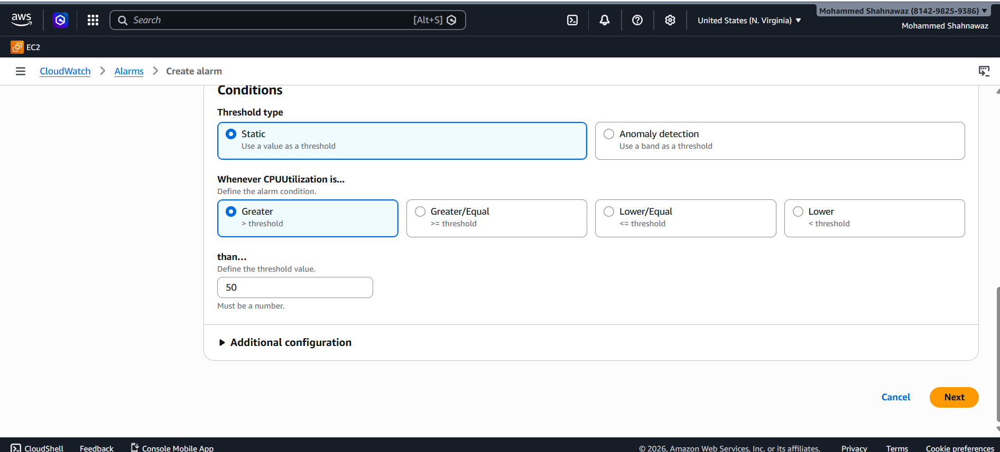 aws
Search [Alt+S]
United States (N. Virginia)
Mohammed Shahnawaz (8142-9825-9386)
Mohammed Shahnawaz
EC2
CloudWatch Alarms Create alarm
Conditions
Threshold type
Static
Use a value as a threshold
Anomaly detection
Use a band as a threshold
Whenever CPUUtilization is...
Define the alarm condition.
Greater
> threshold
Greater/Equal
>= threshold
Lower/Equal
<= threshold
Lower
< threshold
than...
Define the threshold value.
50
Must be a number.
Additional configuration
Cancel Next
CloudShell Feedback Console Mobile App © 2026, Amazon Web Services, Inc. or its affiliates. Privacy Terms Cookie preferences